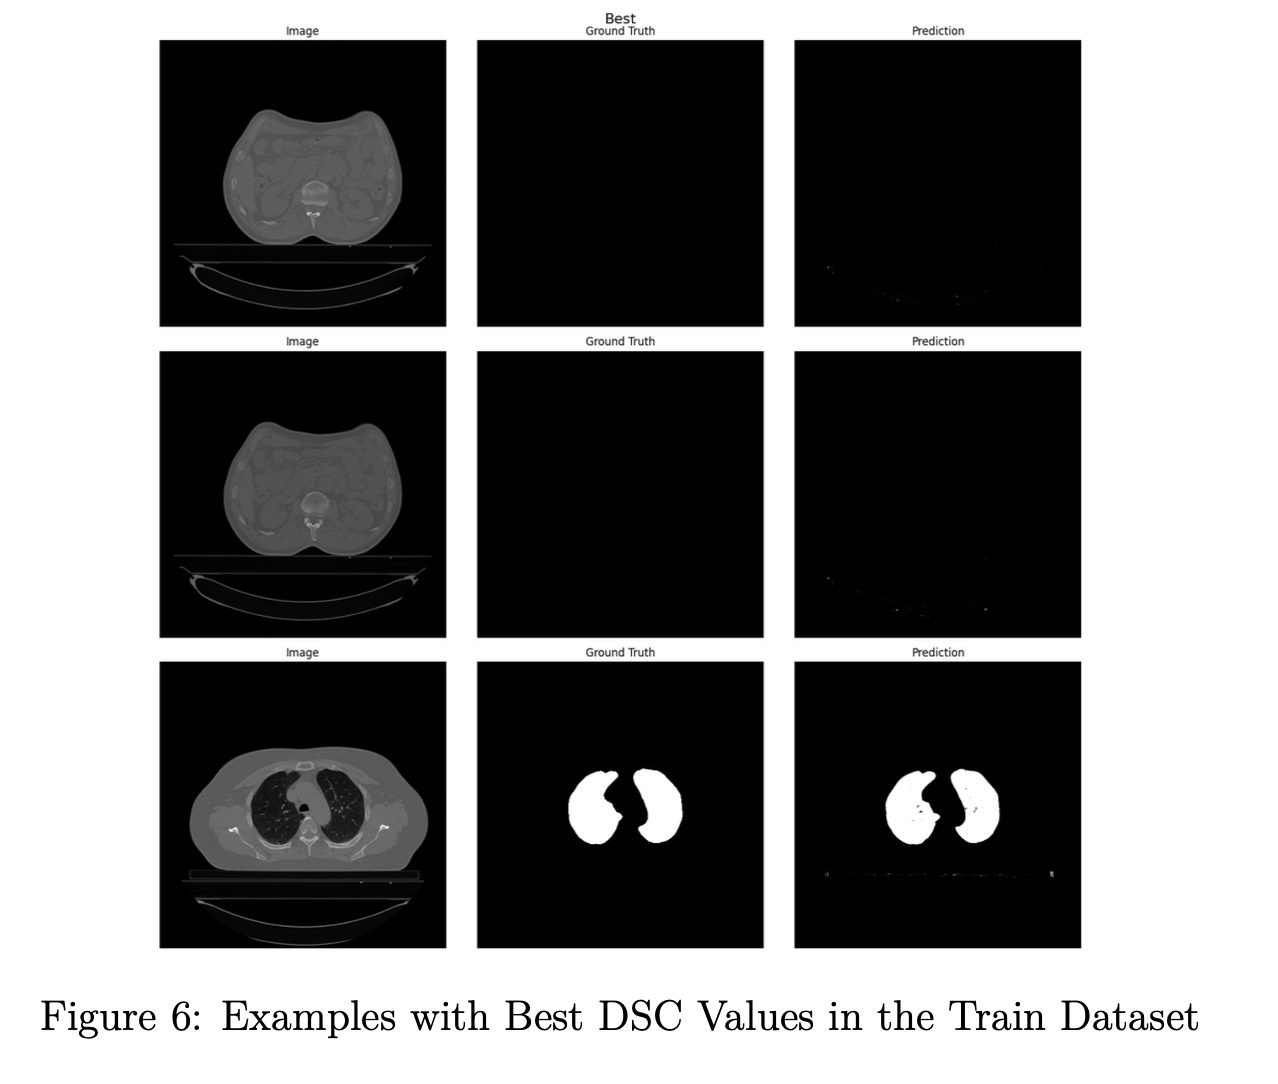 Best
Image
Ground Truth
Prediction
Image
Ground Truth
Prediction
Image
Ground Truth
Prediction
Figure 6: Examples with Best DSC Values in the Train Dataset